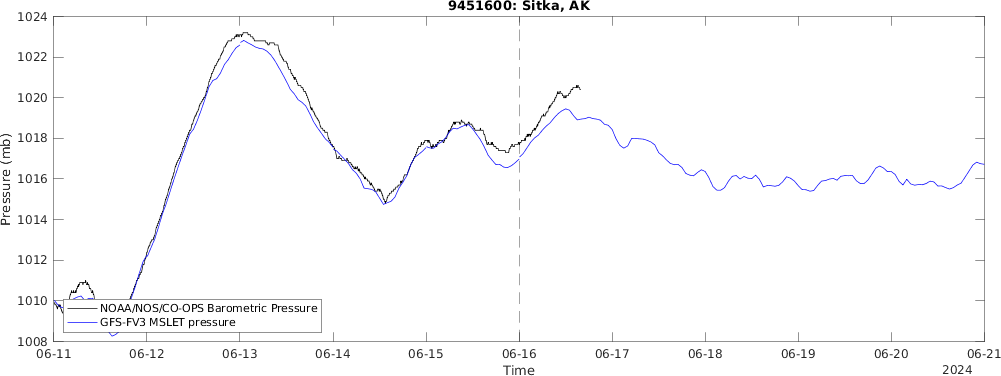 9451600: Sitka, AK
1024
1022
1020
1018
1016
1014
1012
1010
1008
Pressure (mb)
NOAA/NOS/CO-OPS Barometric Pressure
GFS-FV3 MSLET pressure
06-11 06-12 06-13 06-14 06-15 06-16 06-17 06-18 06-19 06-20 06-21
Time
2024